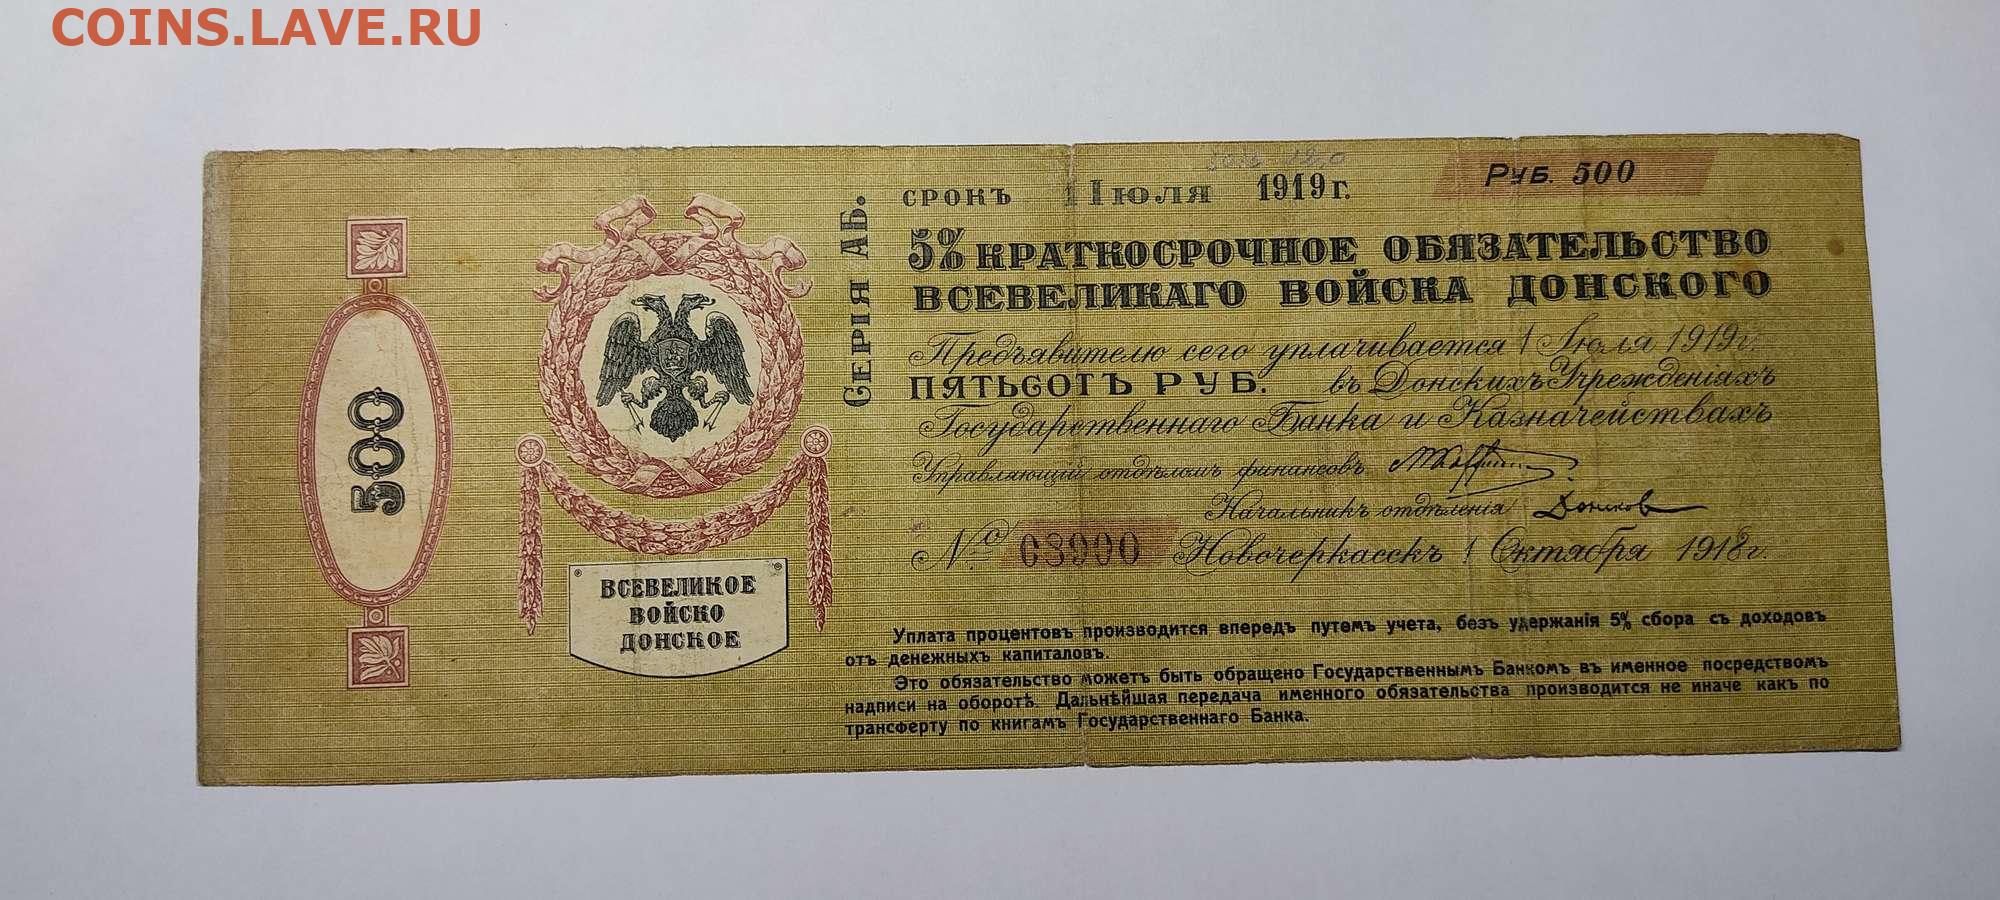 COINS.LAVE.RU
500
ВСЕВЕЛИКОЕ
ВОЙСКО
ДОНСКОЕ
Серія АБ.
срокъ 1 Іюля 1919 г.
Руб. 500
5% КРАТКОСРОЧНОЕ ОБЯЗАТЕЛЬСТВО
ВСЕВЕЛИКАГО ВОЙСКА ДОНСКОГО
Предъявителю сего уплачивается 1 Іюля 1919 г.
ПЯТЬСОТЪ РУБ. въ Донскихъ Учрежденіяхъ
Государственнаго Банка и Казначействахъ
Управляющій отдѣломъ финансовъ
Начальникъ отдѣленія
№ 03900 Новочеркасскъ 1 Октября 1918 г.
Уплата процентовъ производится впередъ путемъ учета, безъ удержанія 5% сбора съ доходовъ
отъ денежныхъ капиталовъ.
Это обязательство можетъ быть обращено Государственнымъ Банкомъ въ именное посредствомъ
надписи на оборотѣ. Дальнѣйшая передача именного обязательства производится не иначе какъ по
трансферту по книгамъ Государственнаго Банка.